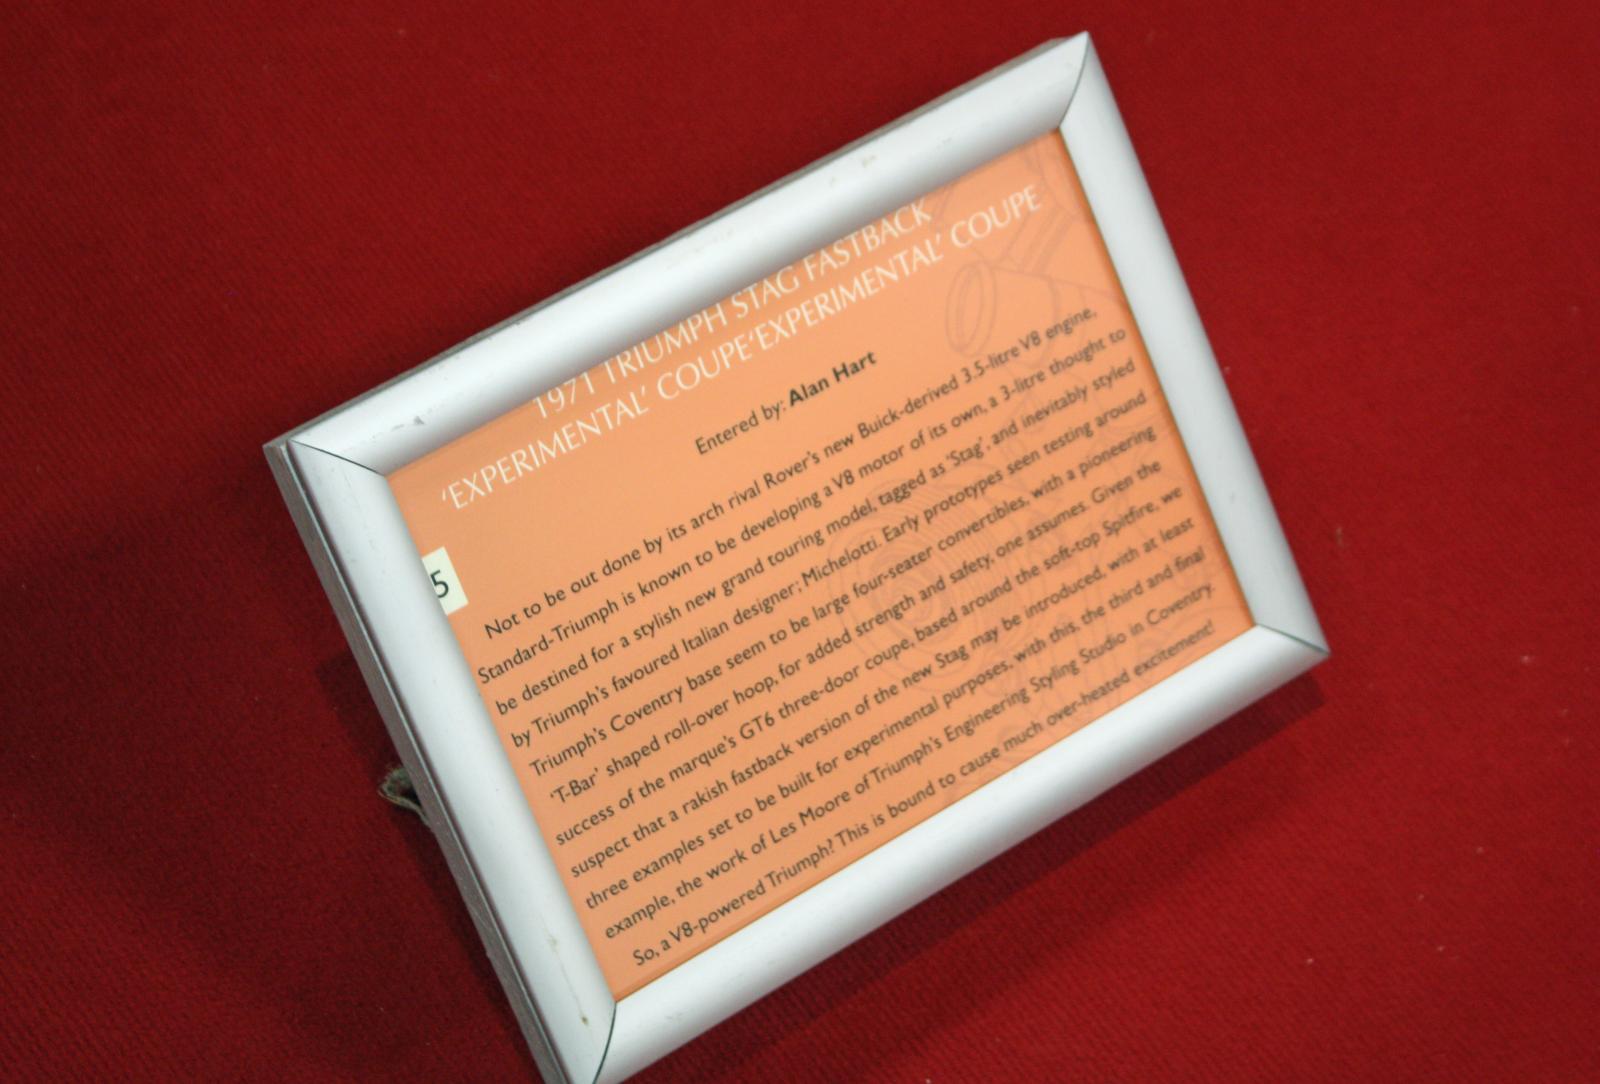 1971 TRIUMPH STAG FASTBACK
'EXPERIMENTAL' COUPE'EXPERIMENTAL' COUPE
Entered by: Alan Hart
5
Not to be out done by its arch rival Rover's new Buick-derived 3.5-litre V8 engine,
Standard-Triumph is known to be developing a V8 motor of its own, a 3-litre thought to
be destined for a stylish new grand touring model, tagged as 'Stag', and inevitably styled
by Triumph's favoured Italian designer; Michelotti. Early prototypes seen testing around
Triumph's Coventry base seem to be large four-seater convertibles, with a pioneering
'T-Bar' shaped roll-over hoop, for added strength and safety, one assumes. Given the
success of the marque's GT6 three-door coupe, based around the soft-top Spitfire, we
suspect that a rakish fastback version of the new Stag may be introduced, with at least
three examples set to be built for experimental purposes, with this, the third and final
example, the work of Les Moore of Triumph's Engineering Styling Studio in Coventry.
So, a V8-powered Triumph? This is bound to cause much over-heated excitement!